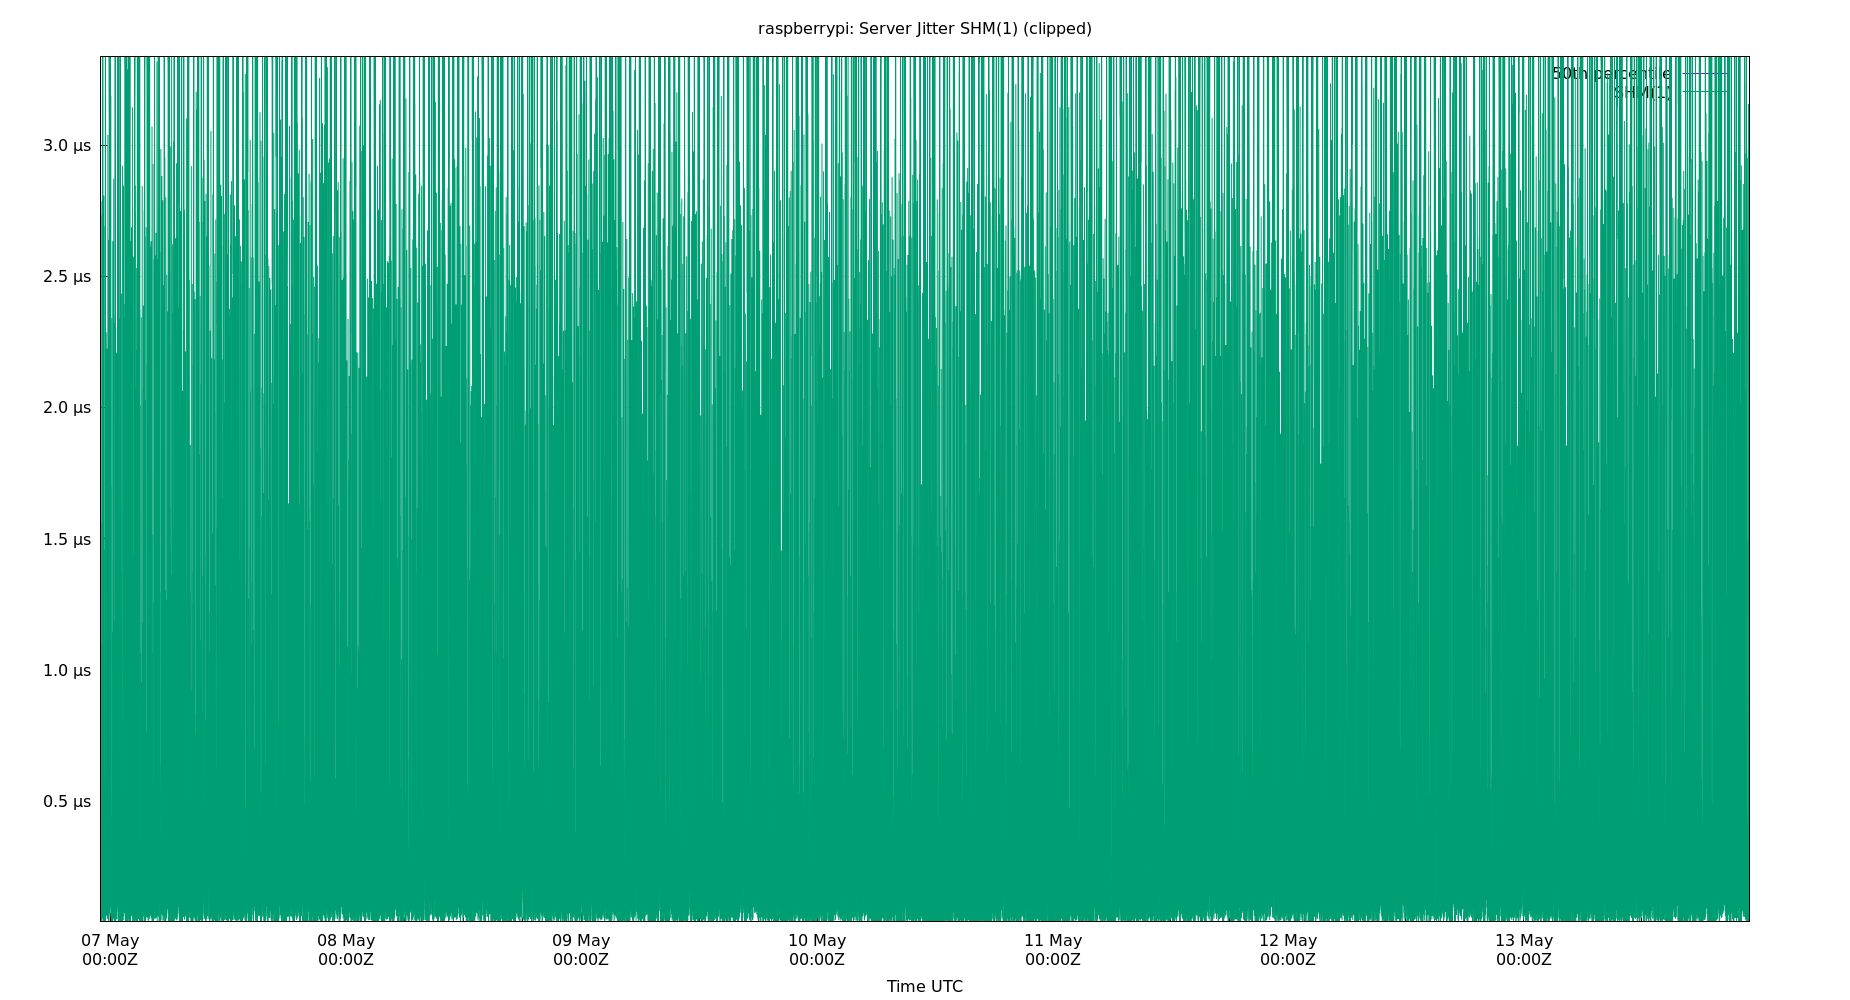 raspberrypi: Server Jitter SHM(1) (clipped)
50th percentile
SHM(1)
3.0 μs
2.5 μs
2.0 μs
1.5 μs
1.0 μs
0.5 μs
07 May 08 May 09 May 10 May 11 May 12 May 13 May
00:00Z 00:00Z 00:00Z 00:00Z 00:00Z 00:00Z 00:00Z
Time UTC